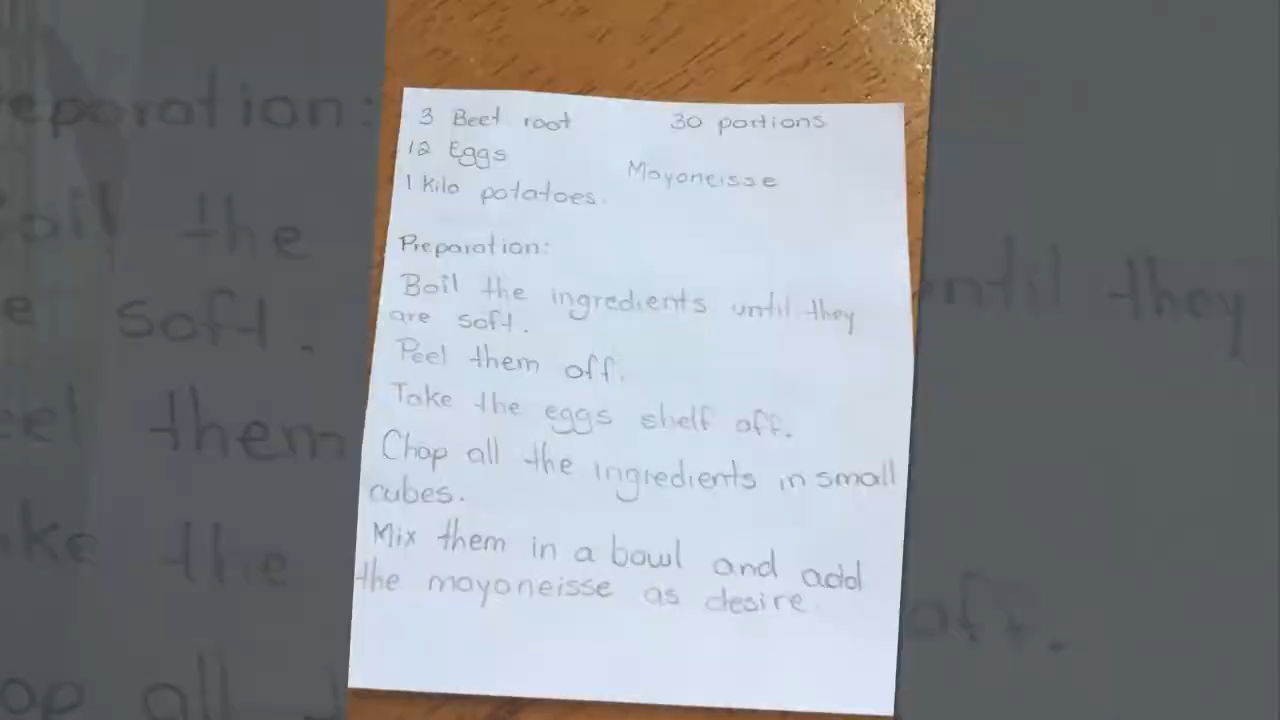 3 Beet root 30 portions
12 Eggs
Mayoneisse
1 Kilo potatoes.
Preparation:
Boil the ingredients until they
are soft.
Peel them off.
Take the eggs shelf off.
Chop all the ingredients in small
cubes.
Mix them in a bowl and add
the mayoneisse as desire.